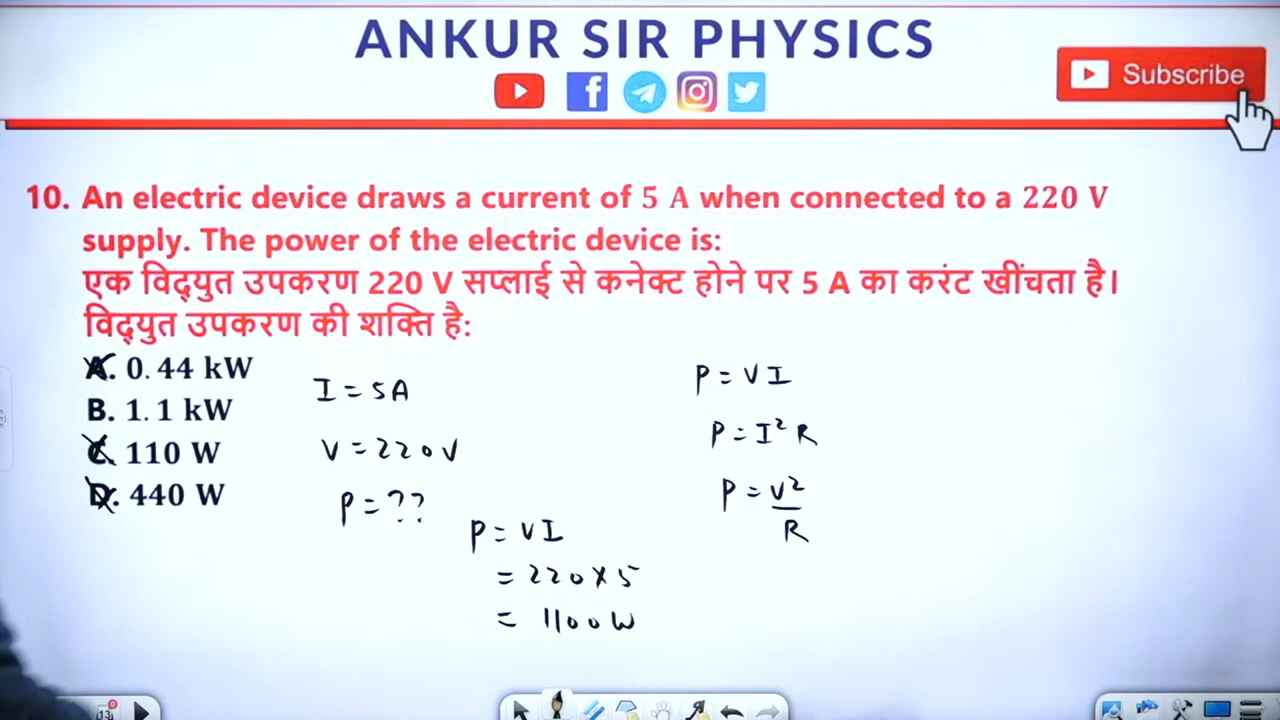 ANKUR SIR PHYSICS
Subscribe
10. An electric device draws a current of 5 A when connected to a 220 V
supply. The power of the electric device is:
एक विद्युत उपकरण 220 V सप्लाई से कनेक्ट होने पर 5 A का करंट खींचता है।
विद्युत उपकरण की शक्ति है:
A. 0.44 kW
B. 1.1 kW
C. 110 W
D. 440 W
I = 5A
V = 220V
P = ??
P = VI
= 220 × 5
= 1100W
P = VI
P = I² R
P = V²/R
13